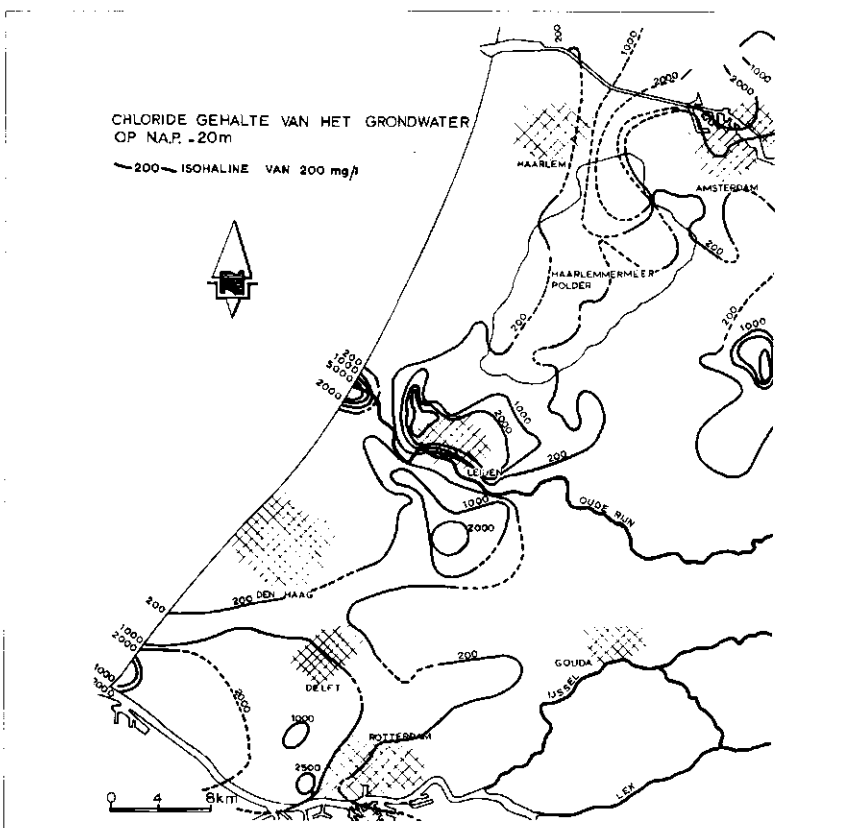 CHLORIDE GEHALTE VAN HET GRONDWATER
OP N.A.P. -20m
200 ISOHALINE VAN 200 mg/l
200
1000
2000
1000
2000
HAARLEM
AMSTERDAM
200
HAARLEMMERMEER
POLDER
200
200
1000
200
1000
5000
2000
1000
2000
200
LEIDEN
1000
2000
OUDE RIJN
200
200
DEN HAAG
1000
2000
1000
2000
200
GOUDA
IJSSEL
DELFT
2000
1000
ROTTERDAM
2500
LEK
0 4 8km